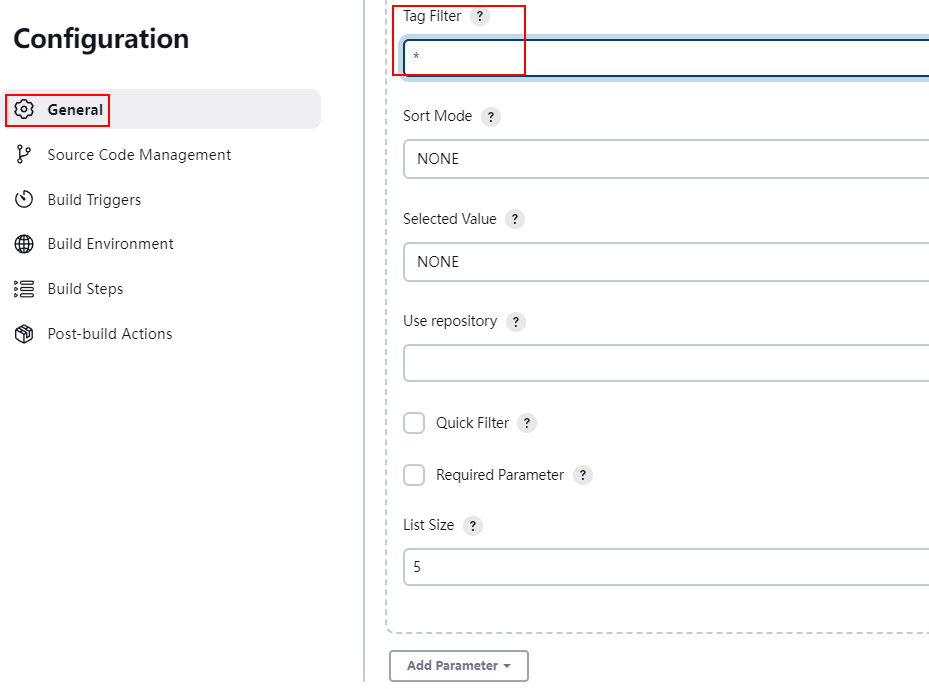 Configuration
General
Source Code Management
Build Triggers
Build Environment
Build Steps
Post-build Actions
Tag Filter ?
*
Sort Mode ?
NONE
Selected Value ?
NONE
Use repository ?
Quick Filter ?
Required Parameter ?
List Size ?
5
Add Parameter